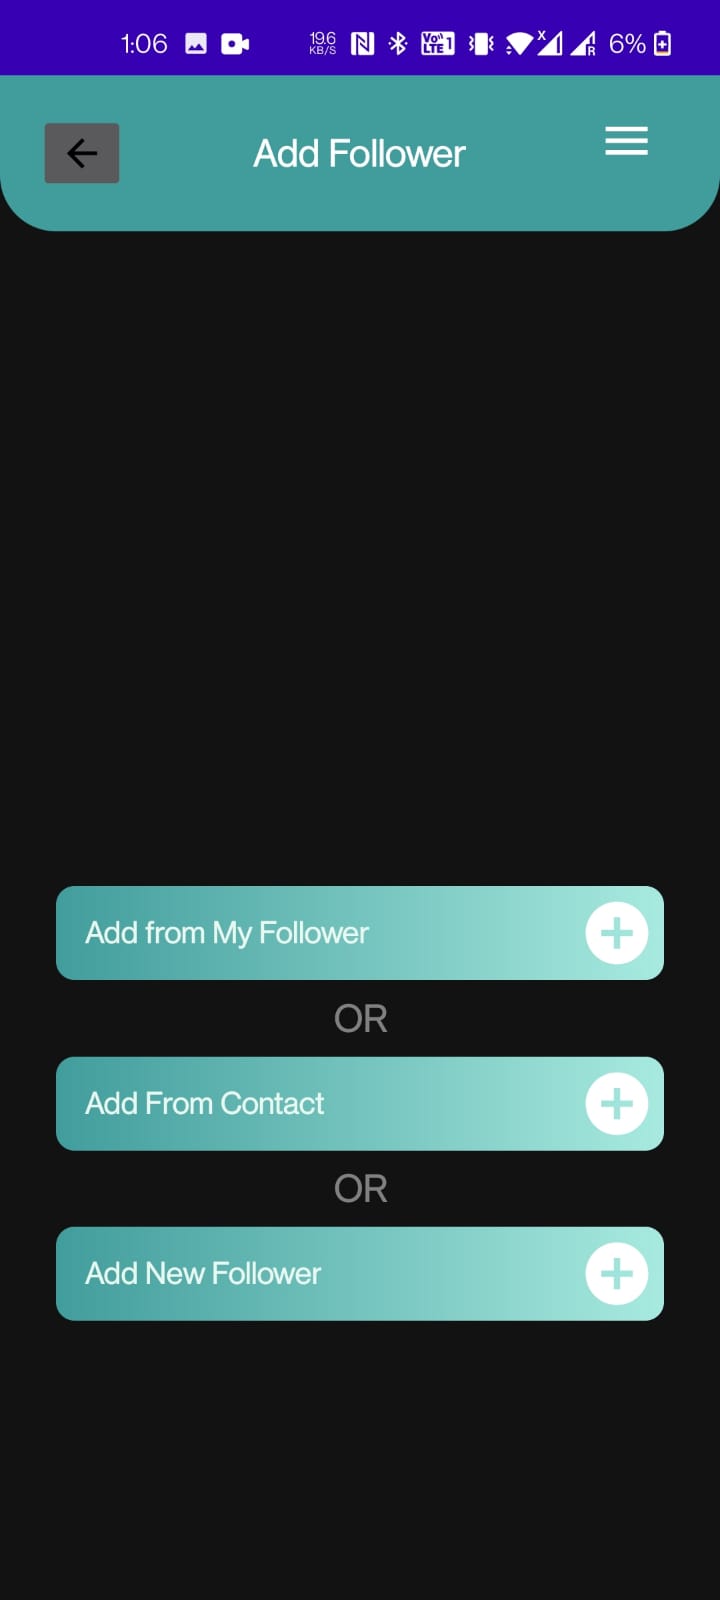 1:06 19.6 KB/S Vo)) LTE 1 X R 6%
Add Follower
Add from My Follower
OR
Add From Contact
OR
Add New Follower